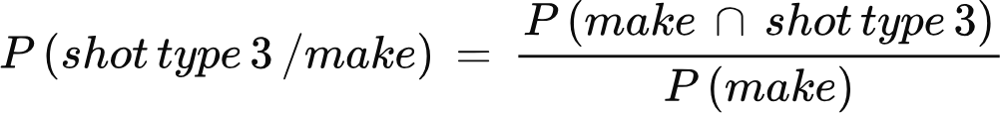 P (shot type 3 /make) = P (make ∩ shot type 3) / P (make)